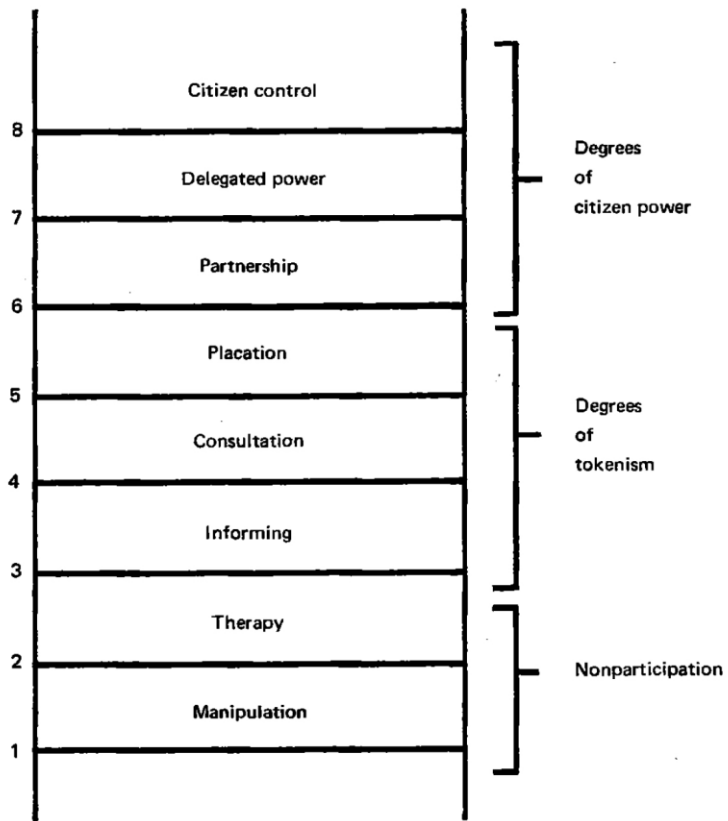 Citizen control
8
Delegated power
7
Partnership
6
Placation
5
Consultation
4
Informing
3
Therapy
2
Manipulation
1
Degrees
of
citizen power
Degrees
of
tokenism
Nonparticipation